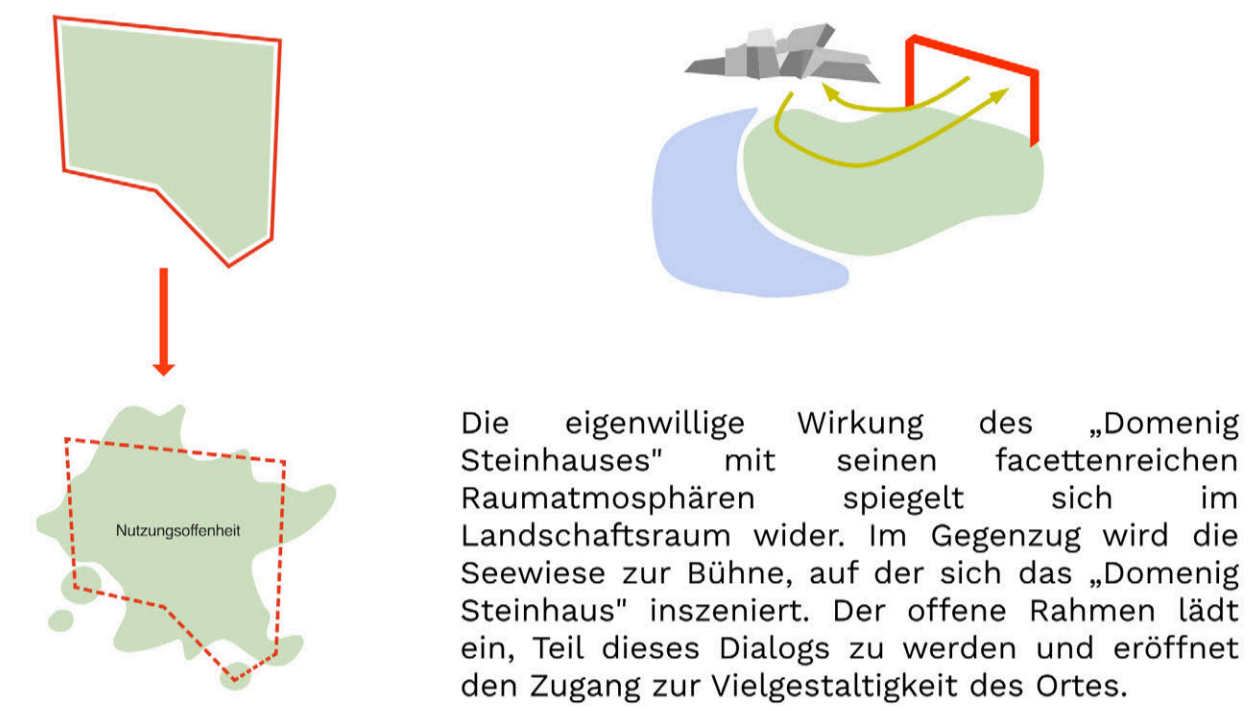 Nutzungsoffenheit
Die eigenwillige Wirkung des „Domenig
Steinhauses" mit seinen facettenreichen
Raumatmosphären spiegelt sich im
Landschaftsraum wider. Im Gegenzug wird die
Seewiese zur Bühne, auf der sich das „Domenig
Steinhaus" inszeniert. Der offene Rahmen lädt
ein, Teil dieses Dialogs zu werden und eröffnet
den Zugang zur Vielgestaltigkeit des Ortes.